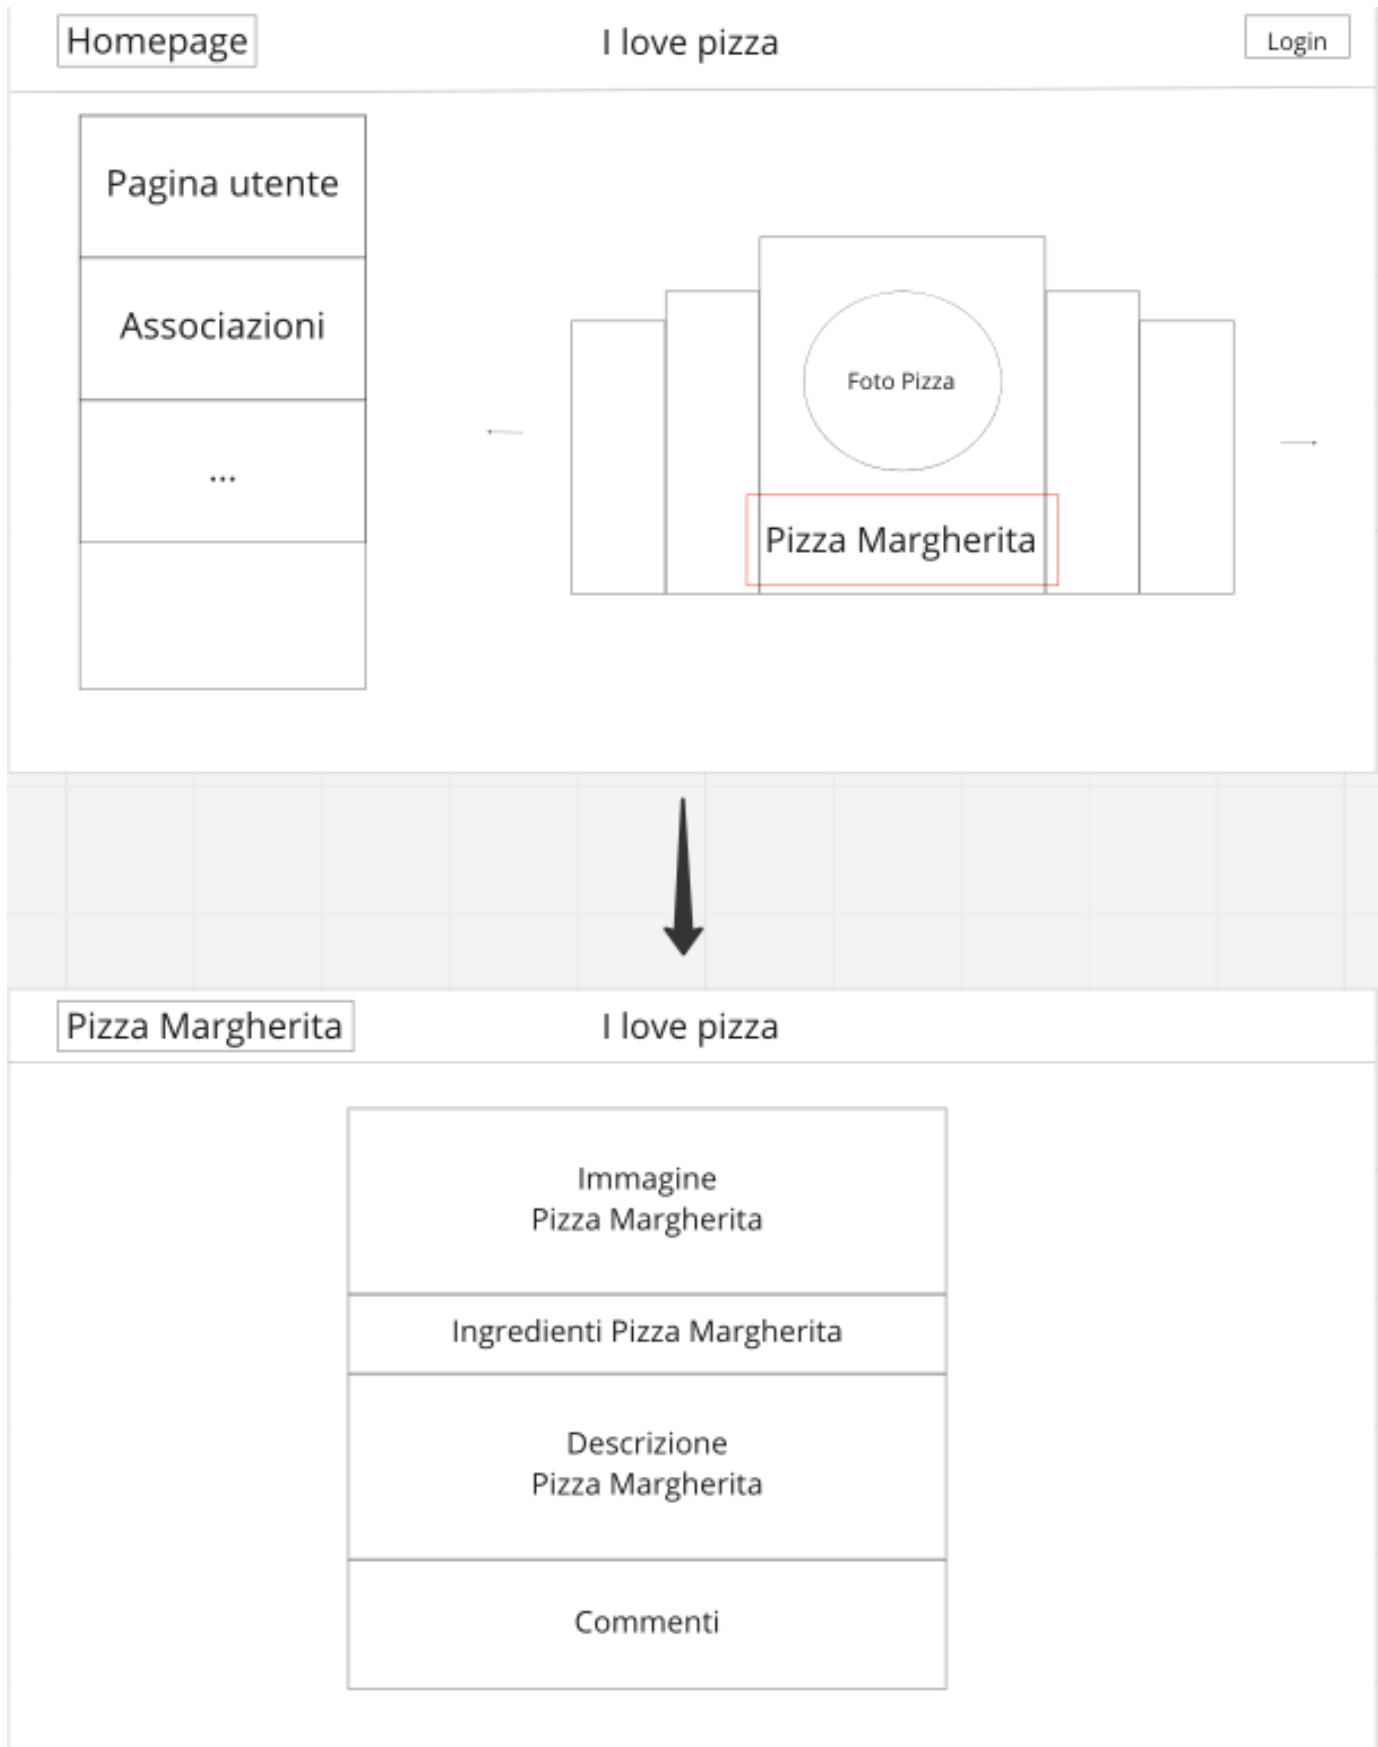 Homepage
I love pizza
Login
Pagina utente
Associazioni
...
Foto Pizza
Pizza Margherita
Pizza Margherita
I love pizza
Immagine
Pizza Margherita
Ingredienti Pizza Margherita
Descrizione
Pizza Margherita
Commenti